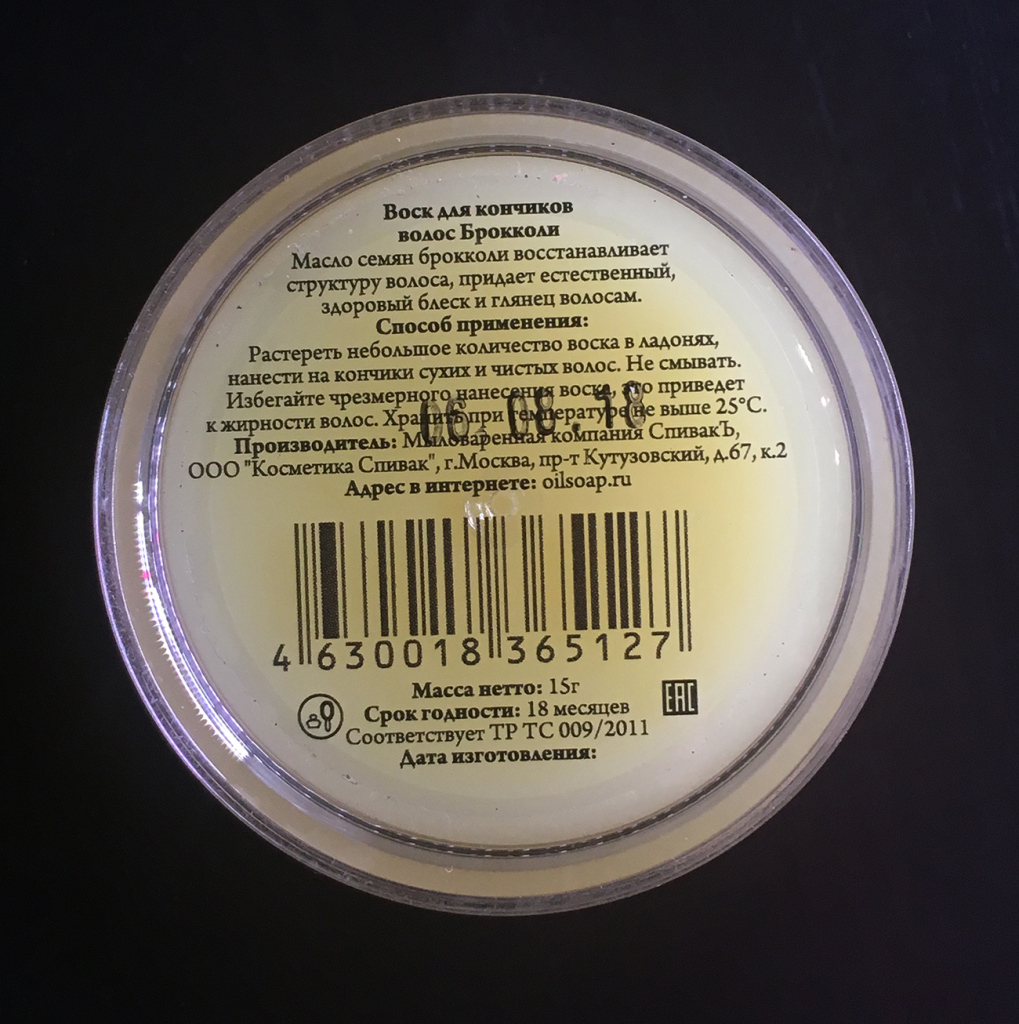 Воск для кончиков
волос Брокколи
Масло семян брокколи восстанавливает
структуру волоса, придает естественный,
здоровый блеск и глянец волосам.
Способ применения:
Растереть небольшое количество воска в ладонях,
нанести на кончики сухих и чистых волос. Не смывать.
Избегайте чрезмерного нанесения воска, это приведет
к жирности волос. Хранить при температуре не выше 25°С.
06.08.18
Производитель: Мыловаренная компания СпивакЪ,
ООО "Косметика Спивак", г.Москва, пр-т Кутузовский, д.67, к.2
Адрес в интернете: oilsoap.ru
4 630018 365127
Масса нетто: 15г
EAC
Срок годности: 18 месяцев
Соответствует ТР ТС 009/2011
Дата изготовления: